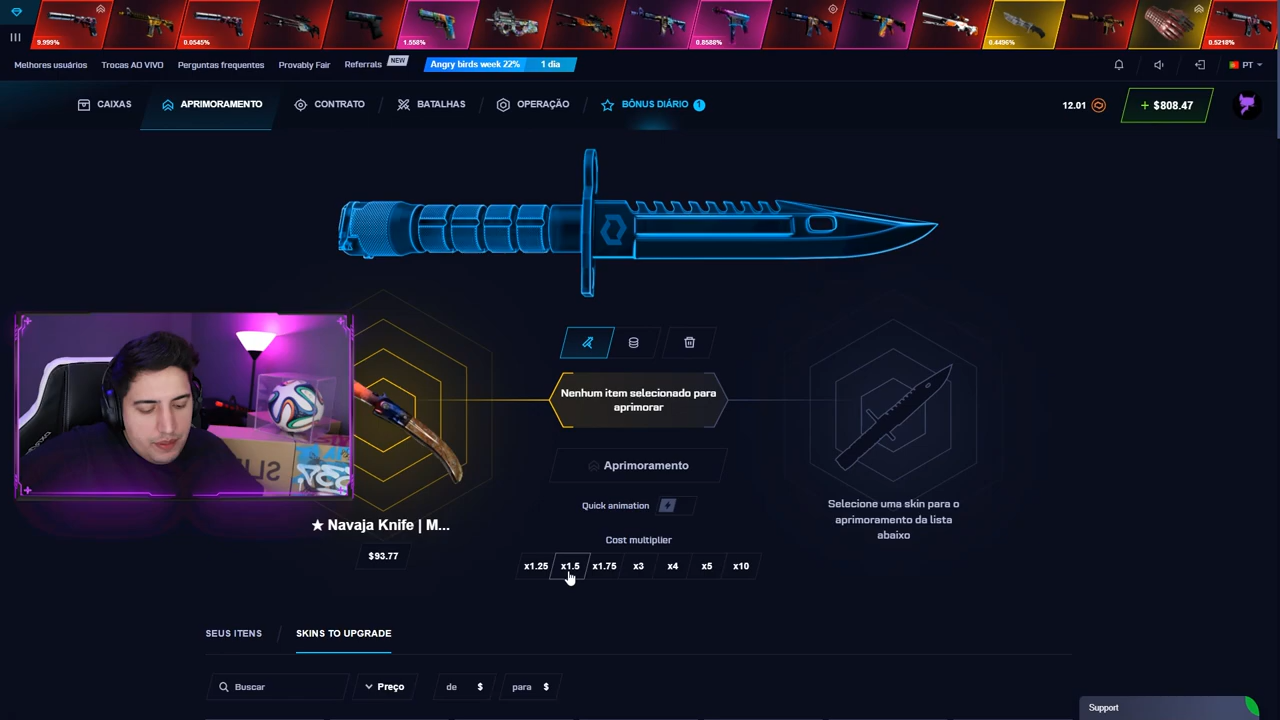 9.999%
0.0545%
1.558%
0.8588%
0.4496%
0.5218%
Melhores usuários
Trocas AO VIVO
Perguntas frequentes
Provably Fair
Referrals
NEW
Angry birds week 22%
1 dia
PT
CAIXAS
APRIMORAMENTO
CONTRATO
BATALHAS
OPERAÇÃO
BÔNUS DIÁRIO
1
12.01
+ $808.47
Nenhum item selecionado para
aprimorar
Aprimoramento
Quick animation
Cost multiplier
x1.25
x1.5
x1.75
x3
x4
x5
x10
★ Navaja Knife | M...
$93.77
Selecione uma skin para o
aprimoramento da lista
abaixo
SEUS ITENS
SKINS TO UPGRADE
Buscar
Preço
de $
para $
Support